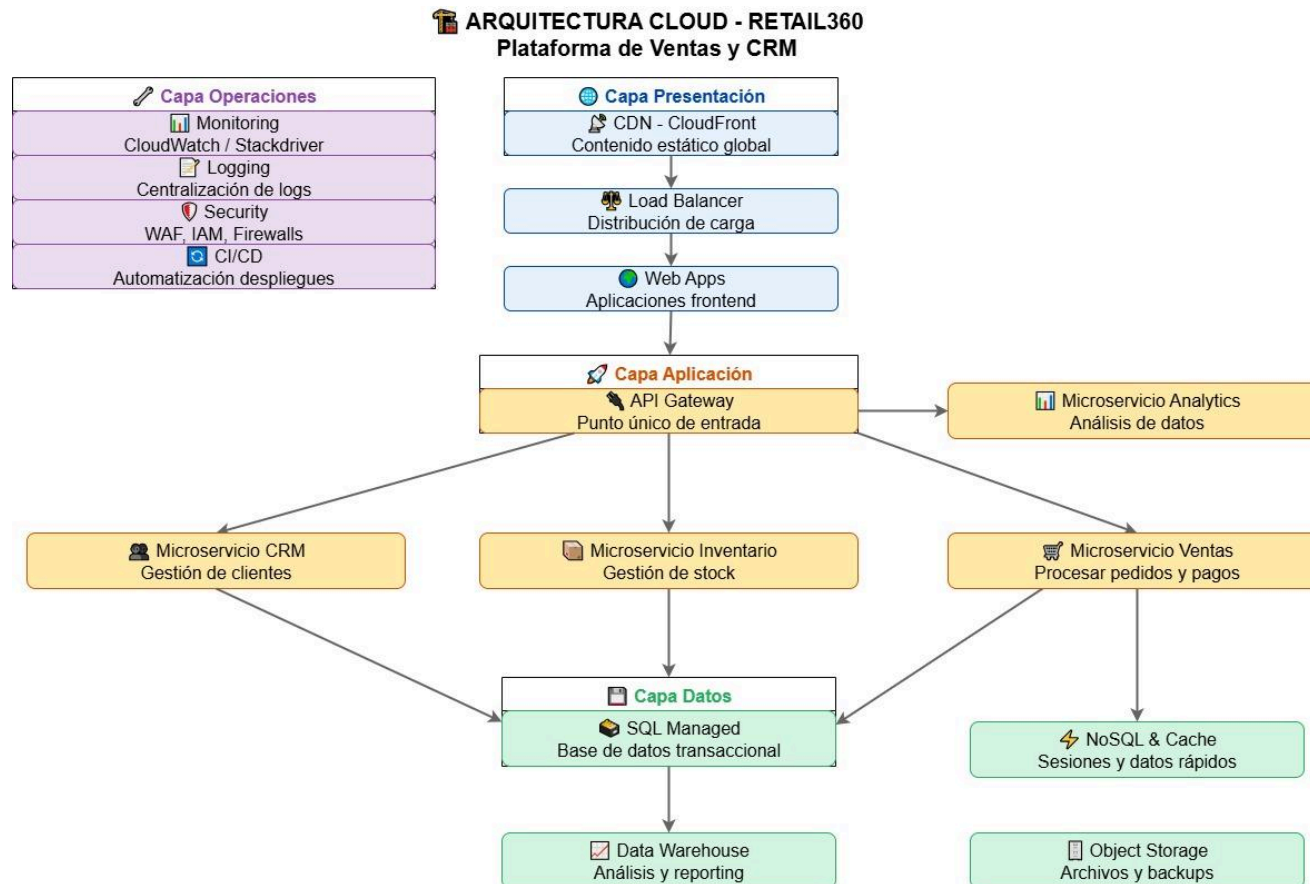 ARQUITECTURA CLOUD - RETAIL360
Plataforma de Ventas y CRM
Capa Operaciones
Monitoring
CloudWatch / Stackdriver
Logging
Centralización de logs
Security
WAF, IAM, Firewalls
CI/CD
Automatización despliegues
Capa Presentación
CDN - CloudFront
Contenido estático global
Load Balancer
Distribución de carga
Web Apps
Aplicaciones frontend
Capa Aplicación
API Gateway
Punto único de entrada
Microservicio Analytics
Análisis de datos
Microservicio CRM
Gestión de clientes
Microservicio Inventario
Gestión de stock
Microservicio Ventas
Procesar pedidos y pagos
Capa Datos
SQL Managed
Base de datos transaccional
NoSQL & Cache
Sesiones y datos rápidos
Data Warehouse
Análisis y reporting
Object Storage
Archivos y backups